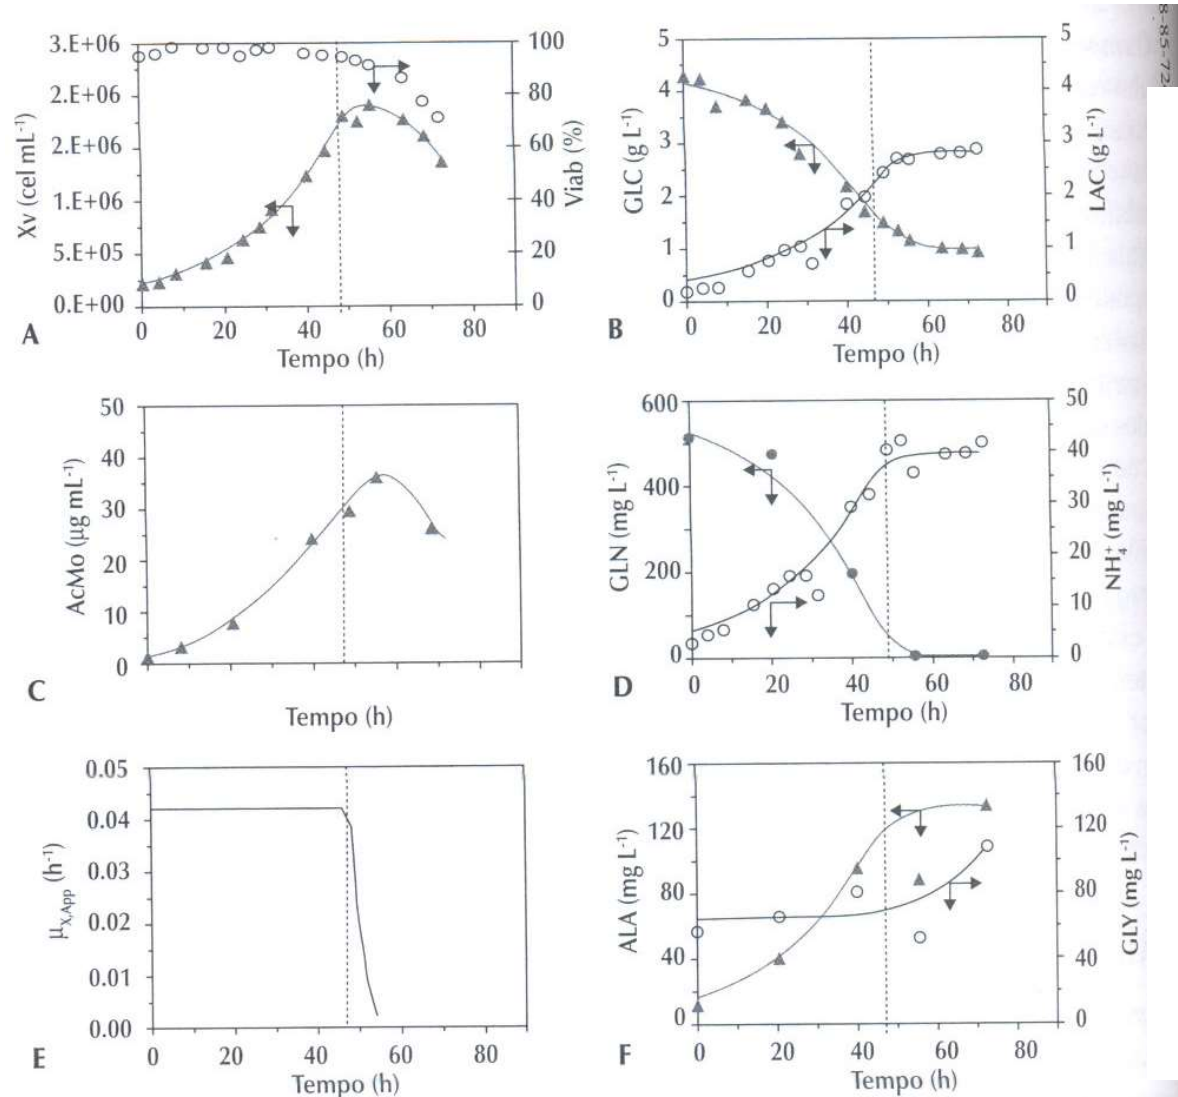 3.E+06
2.E+06
2.E+06
1.E+06
5.E+05
0.E+00
Xv (cel mL-1)
100
80
60
40
20
0
Viab (%)
0 20 40 60 80
Tempo (h)
A
5
4
3
2
1
0
GLC (g L-1)
5
4
3
2
1
0
LAC (g L-1)
0 20 40 60 80
Tempo (h)
B
50
40
30
20
10
0
AcMo (µg mL-1)
Tempo (h)
C
600
400
200
0
GLN (mg L-1)
50
40
30
20
10
0
NH4+ (mg L-1)
0 20 40 60 80
Tempo (h)
D
0.05
0.04
0.03
0.02
0.01
0.00
µX,App (h-1)
0 20 40 60 80
Tempo (h)
E
160
120
80
40
0
ALA (mg L-1)
160
120
80
40
0
GLY (mg L-1)
0 20 40 60 80
Tempo (h)
F
8-85-72